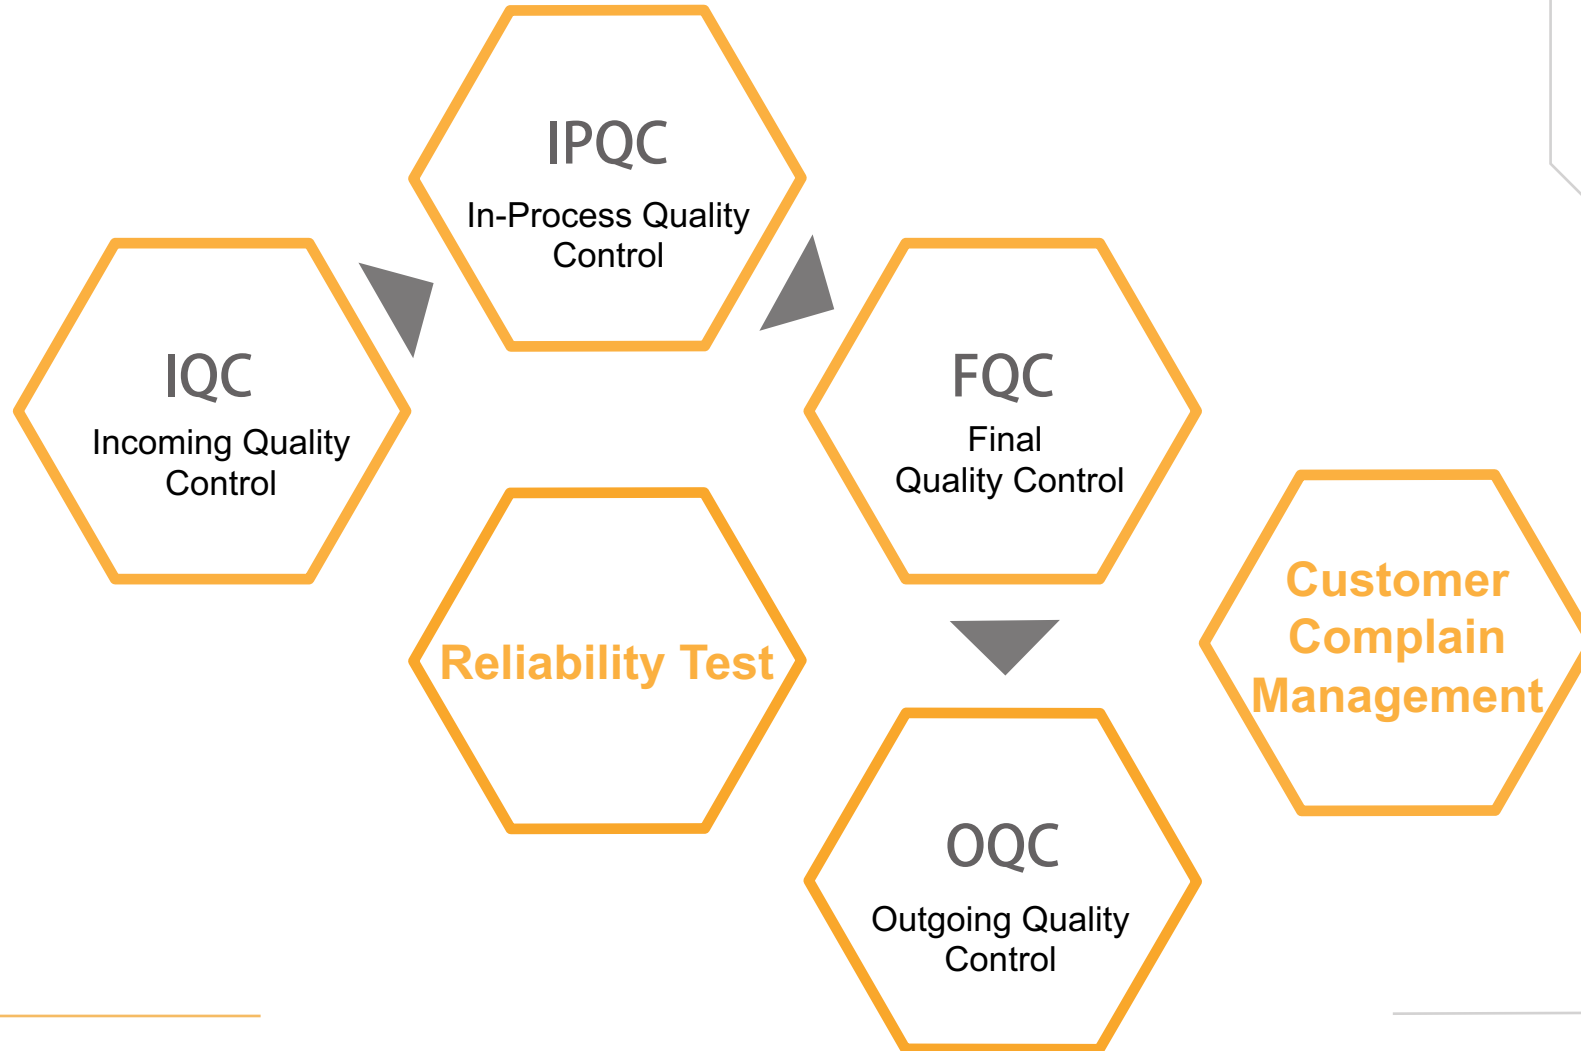 IPQC
In-Process Quality
Control
IQC
Incoming Quality
Control
FQC
Final
Quality Control
Reliability Test
Customer
Complain
Management
OQC
Outgoing Quality
Control